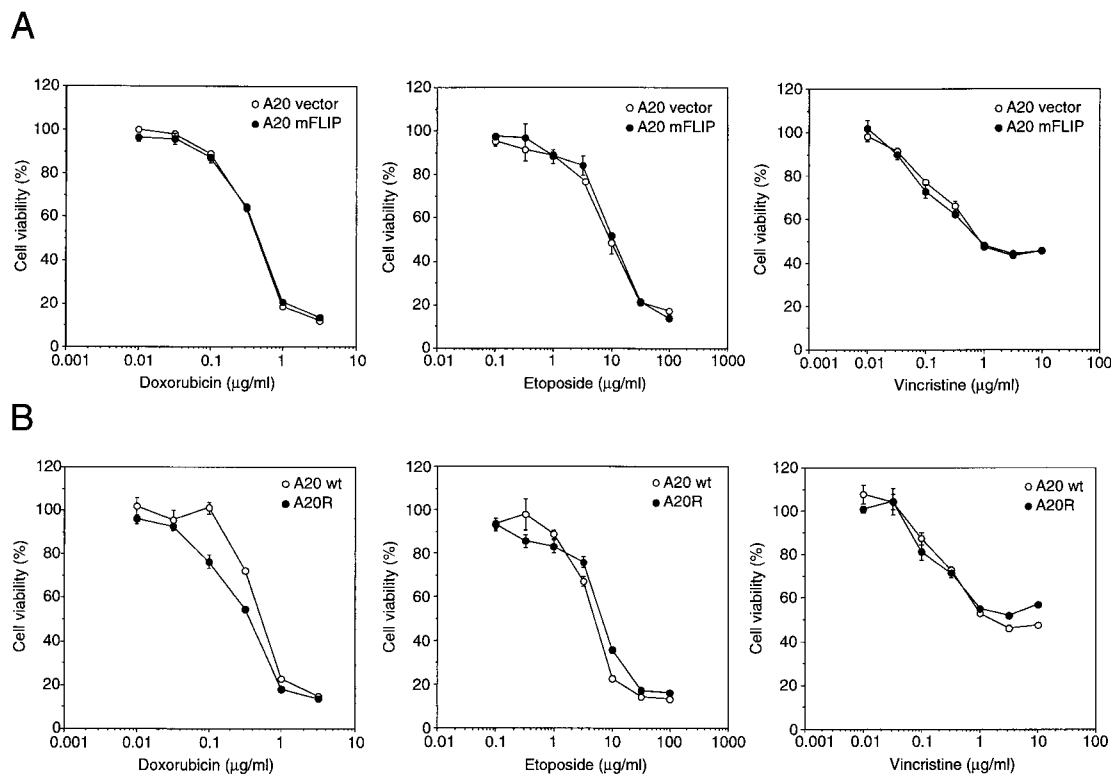 A
120
100
80
60
40
20
0
Cell viability (%)
A20 vector
A20 mFLIP
0.001 0.01 0.1 1 10
Doxorubicin (μg/ml)
120
100
80
60
40
20
0
Cell viability (%)
A20 vector
A20 mFLIP
0.01 0.1 1 10 100 1000
Etoposide (μg/ml)
120
100
80
60
40
20
0
Cell viability (%)
A20 vector
A20 mFLIP
0.001 0.01 0.1 1 10 100
Vincristine (μg/ml)
B
120
100
80
60
40
20
0
Cell viability (%)
A20 wt
A20R
0.001 0.01 0.1 1 10
Doxorubicin (μg/ml)
120
100
80
60
40
20
0
Cell viability (%)
A20 wt
A20R
0.01 0.1 1 10 100 1000
Etoposide (μg/ml)
120
100
80
60
40
20
0
Cell viability (%)
A20 wt
A20R
0.001 0.01 0.1 1 10 100
Vincristine (μg/ml)